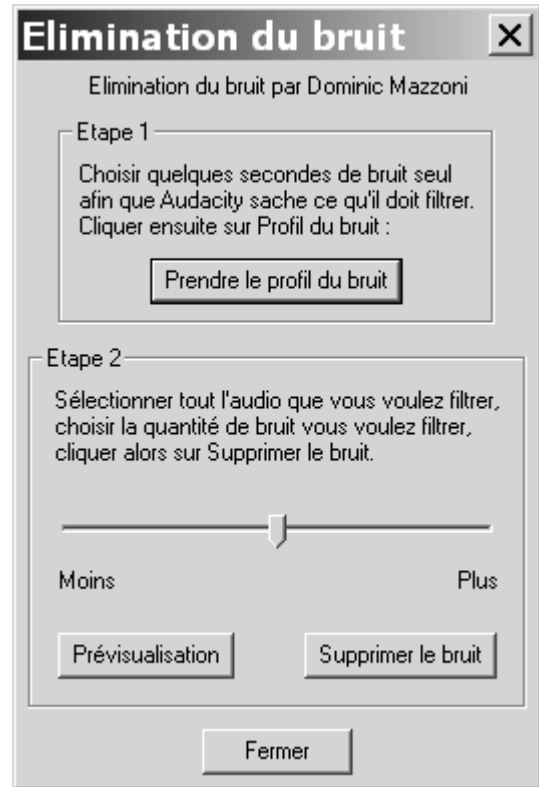 Elimination du bruit
Elimination du bruit par Dominic Mazzoni
Etape 1
Choisir quelques secondes de bruit seul
afin que Audacity sache ce qu'il doit filtrer.
Cliquer ensuite sur Profil du bruit :
Prendre le profil du bruit
Etape 2
Sélectionner tout l'audio que vous voulez filtrer,
choisir la quantité de bruit vous voulez filtrer,
cliquer alors sur Supprimer le bruit.
Moins Plus
Prévisualisation Supprimer le bruit
Fermer